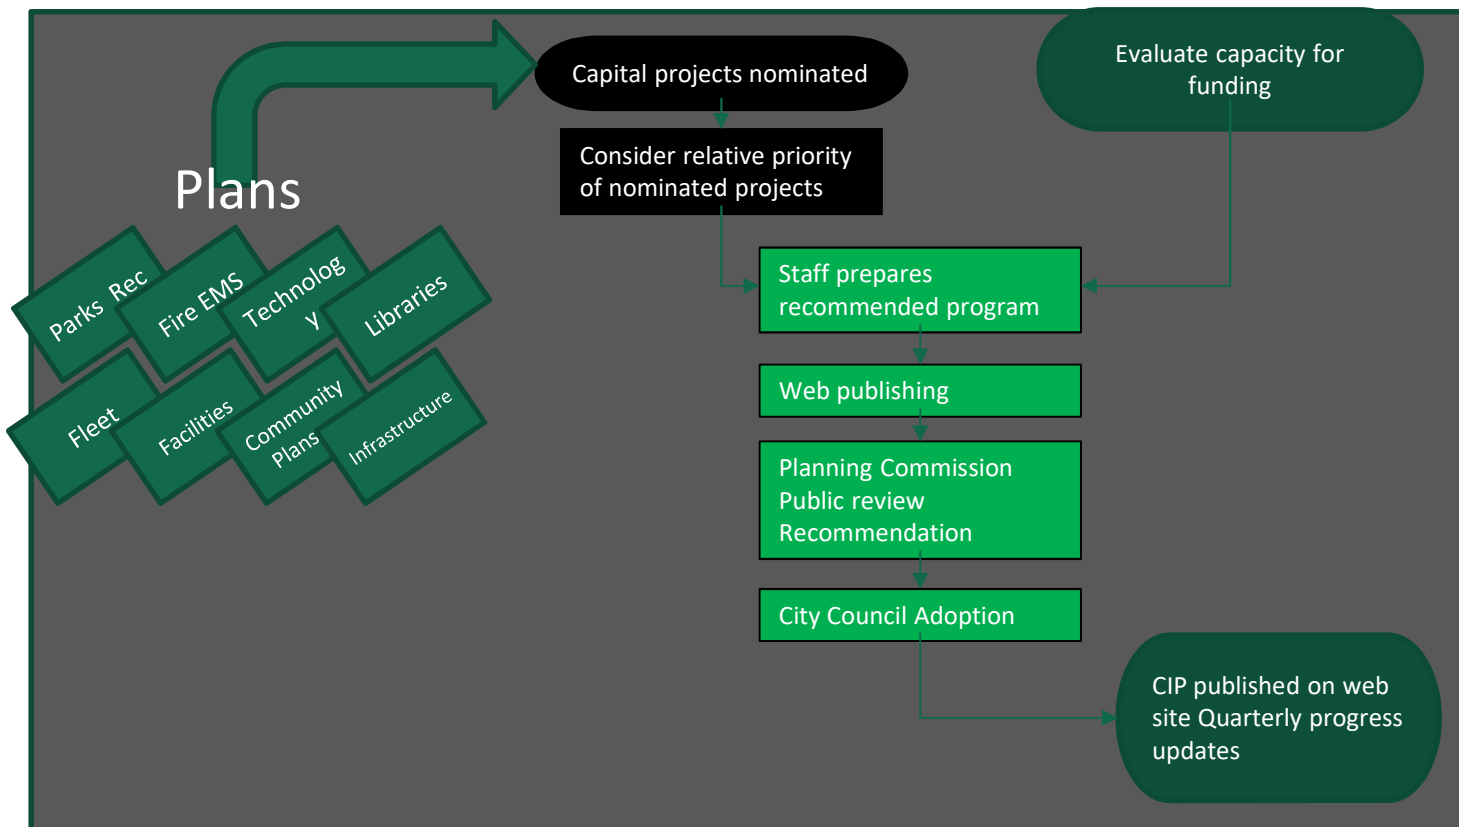 Capital projects nominated
Evaluate capacity for
funding
Consider relative priority
of nominated projects
Plans
Parks Rec
Fire EMS
Technolog
y
Libraries
Fleet
Facilities
Community
Plans
Infrastructure
Staff prepares
recommended program
Web publishing
Planning Commission
Public review
Recommendation
City Council Adoption
CIP published on web
site Quarterly progress
updates